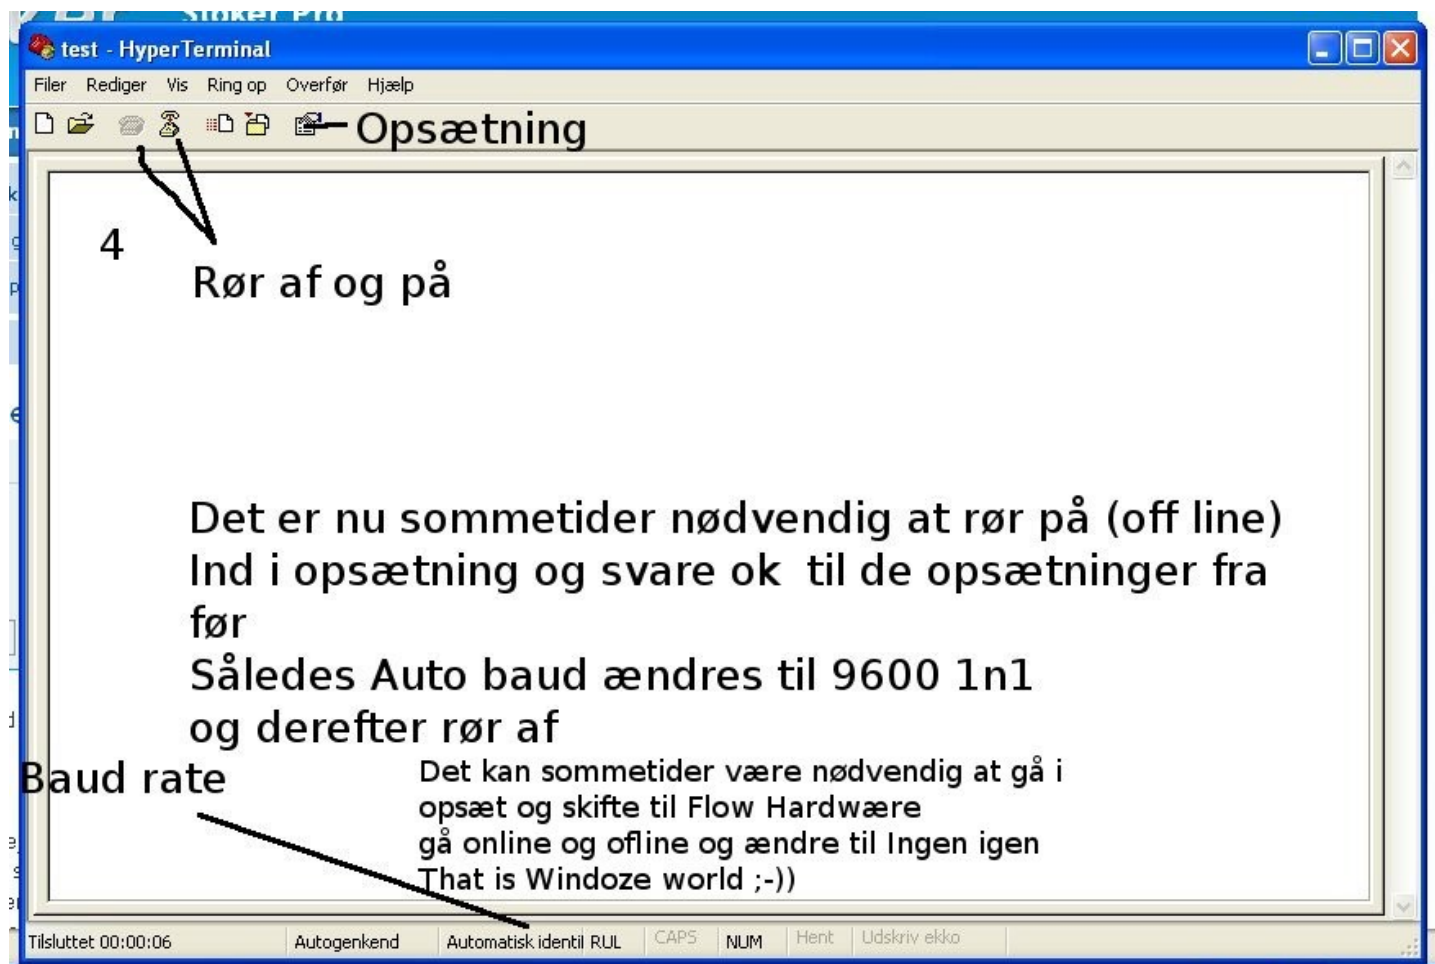 Stoker Pro
test - HyperTerminal
Filer Rediger Vis Ring op Overfør Hjælp
Opsætning
4
Rør af og på
Det er nu sommetider nødvendig at rør på (off line)
Ind i opsætning og svare ok til de opsætninger fra
før
Således Auto baud ændres til 9600 1n1
og derefter rør af
Baud rate
Det kan sommetider være nødvendig at gå i
opsæt og skifte til Flow Hardwære
gå online og ofline og ændre til Ingen igen
That is Windoze world ;-))
Tilsluttet 00:00:06 Autogenkend Automatisk identil RUL CAPS NUM Hent Udskriv ekko